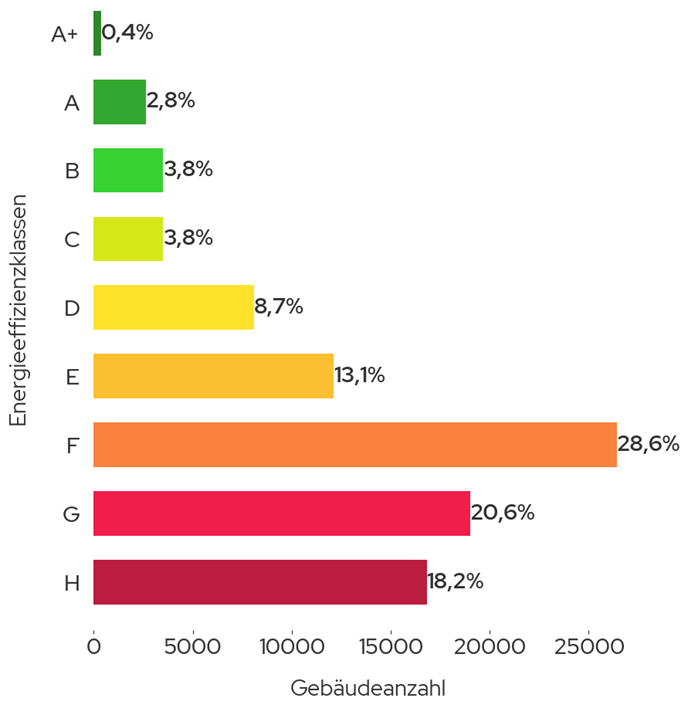 A+ 0,4%
A 2,8%
B 3,8%
C 3,8%
D 8,7%
E 13,1%
F 28,6%
G 20,6%
H 18,2%
Energieeffizienzklassen
0 5000 10000 15000 20000 25000
Gebäudeanzahl